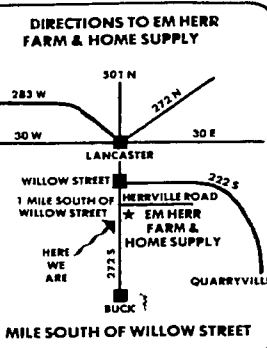 DIRECTIONS TO EM HERR
FARM & HOME SUPPLY
501 N
283 W
272 N
30 W
30 E
LANCASTER
WILLOW STREET
222 S
1 MILE SOUTH OF
WILLOW STREET
HERRVILLE ROAD
★ EM HERR
FARM &
HOME SUPPLY
HERE
WE
ARE
272 S
QUARRYVILLE
BUCK
MILE SOUTH OF WILLOW STREET